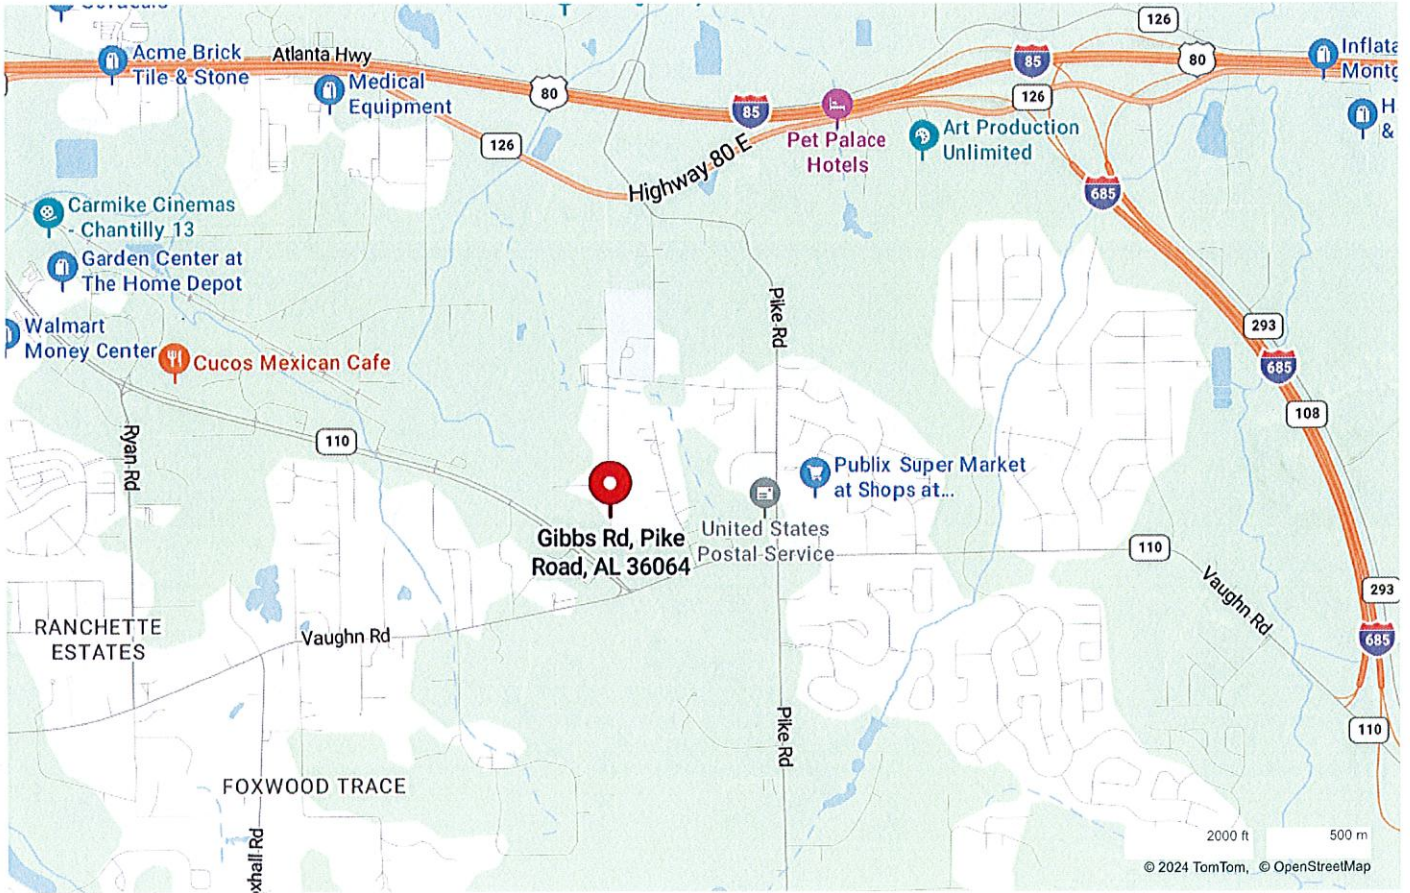 126
Acme Brick
Tile & Stone
Atlanta Hwy
Medical
Equipment
80
85
80
Inflata
Montg
126
85
Pet Palace
Hotels
Art Production
Unlimited
H
&
126
Highway 80 E
685
Carmike Cinemas
- Chantilly 13
Garden Center at
The Home Depot
Pike Rd
Walmart
Money Center
Cucos Mexican Cafe
293
685
108
110
Ryan Rd
Publix Super Market
at Shops at...
Gibbs Rd, Pike
Road, AL 36064
United States
Postal Service
110
Vaughn Rd
293
685
RANCHETTE
ESTATES
Vaughn Rd
Pike Rd
110
FOXWOOD TRACE
oxhall Rd
2000 ft
500 m
© 2024 TomTom, © OpenStreetMap